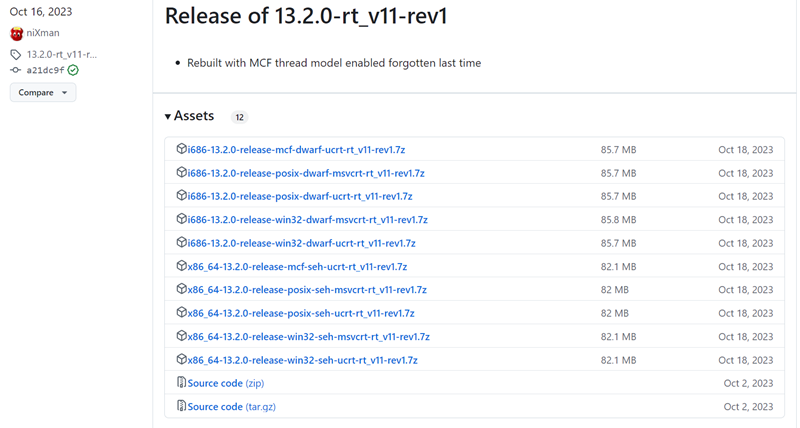 Oct 16, 2023
niXman
13.2.0-rt_v11-r...
a21dc9f
Compare
Release of 13.2.0-rt_v11-rev1
Rebuilt with MCF thread model enabled forgotten last time
Assets 12
i686-13.2.0-release-mcf-dwarf-ucrt-rt_v11-rev1.7z 85.7 MB Oct 18, 2023
i686-13.2.0-release-posix-dwarf-msvcrt-rt_v11-rev1.7z 85.7 MB Oct 18, 2023
i686-13.2.0-release-posix-dwarf-ucrt-rt_v11-rev1.7z 85.7 MB Oct 18, 2023
i686-13.2.0-release-win32-dwarf-msvcrt-rt_v11-rev1.7z 85.8 MB Oct 18, 2023
i686-13.2.0-release-win32-dwarf-ucrt-rt_v11-rev1.7z 85.7 MB Oct 18, 2023
x86_64-13.2.0-release-mcf-seh-ucrt-rt_v11-rev1.7z 82.1 MB Oct 18, 2023
x86_64-13.2.0-release-posix-seh-msvcrt-rt_v11-rev1.7z 82 MB Oct 18, 2023
x86_64-13.2.0-release-posix-seh-ucrt-rt_v11-rev1.7z 82 MB Oct 18, 2023
x86_64-13.2.0-release-win32-seh-msvcrt-rt_v11-rev1.7z 82.1 MB Oct 18, 2023
x86_64-13.2.0-release-win32-seh-ucrt-rt_v11-rev1.7z 82.1 MB Oct 18, 2023
Source code (zip) Oct 2, 2023
Source code (tar.gz) Oct 2, 2023